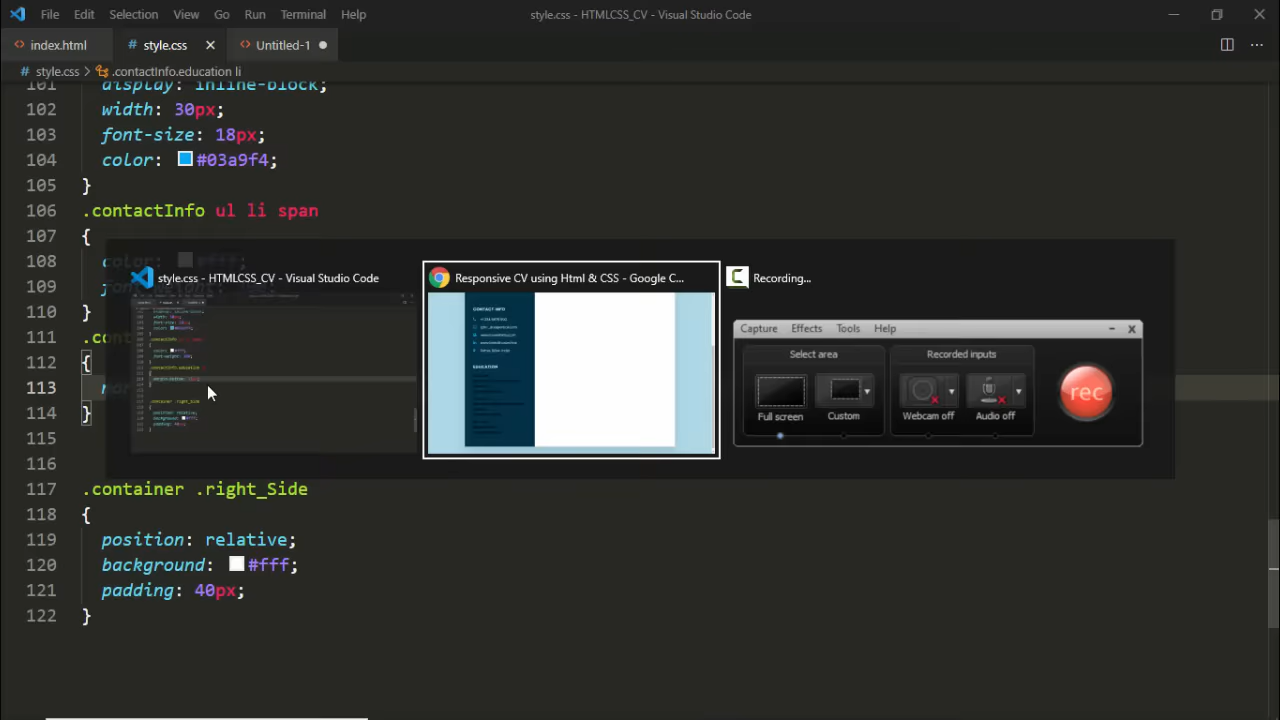 File Edit Selection View Go Run Terminal Help style.css - HTMLCSS_CV - Visual Studio Code
index.html # style.css Untitled-1
# style.css > .contactInfo.education li
101 display: inline-block;
102 width: 30px;
103 font-size: 18px;
104 color: #03a9f4;
105 }
106 .contactInfo ul li span
107 {
108 color: #fff;
109
110 }
111
112 {
113
114 }
115
116
117 .container .right_Side
118 {
119 position: relative;
120 background: #fff;
121 padding: 40px;
122 }
style.css - HTMLCSS_CV - Visual Studio Code
Responsive CV using Html & CSS - Google C...
CONTACT INFO
EDUCATION
Recording...
Capture Effects Tools Help
Select area
Recorded inputs
Full screen
Custom
Webcam off
Audio off
rec